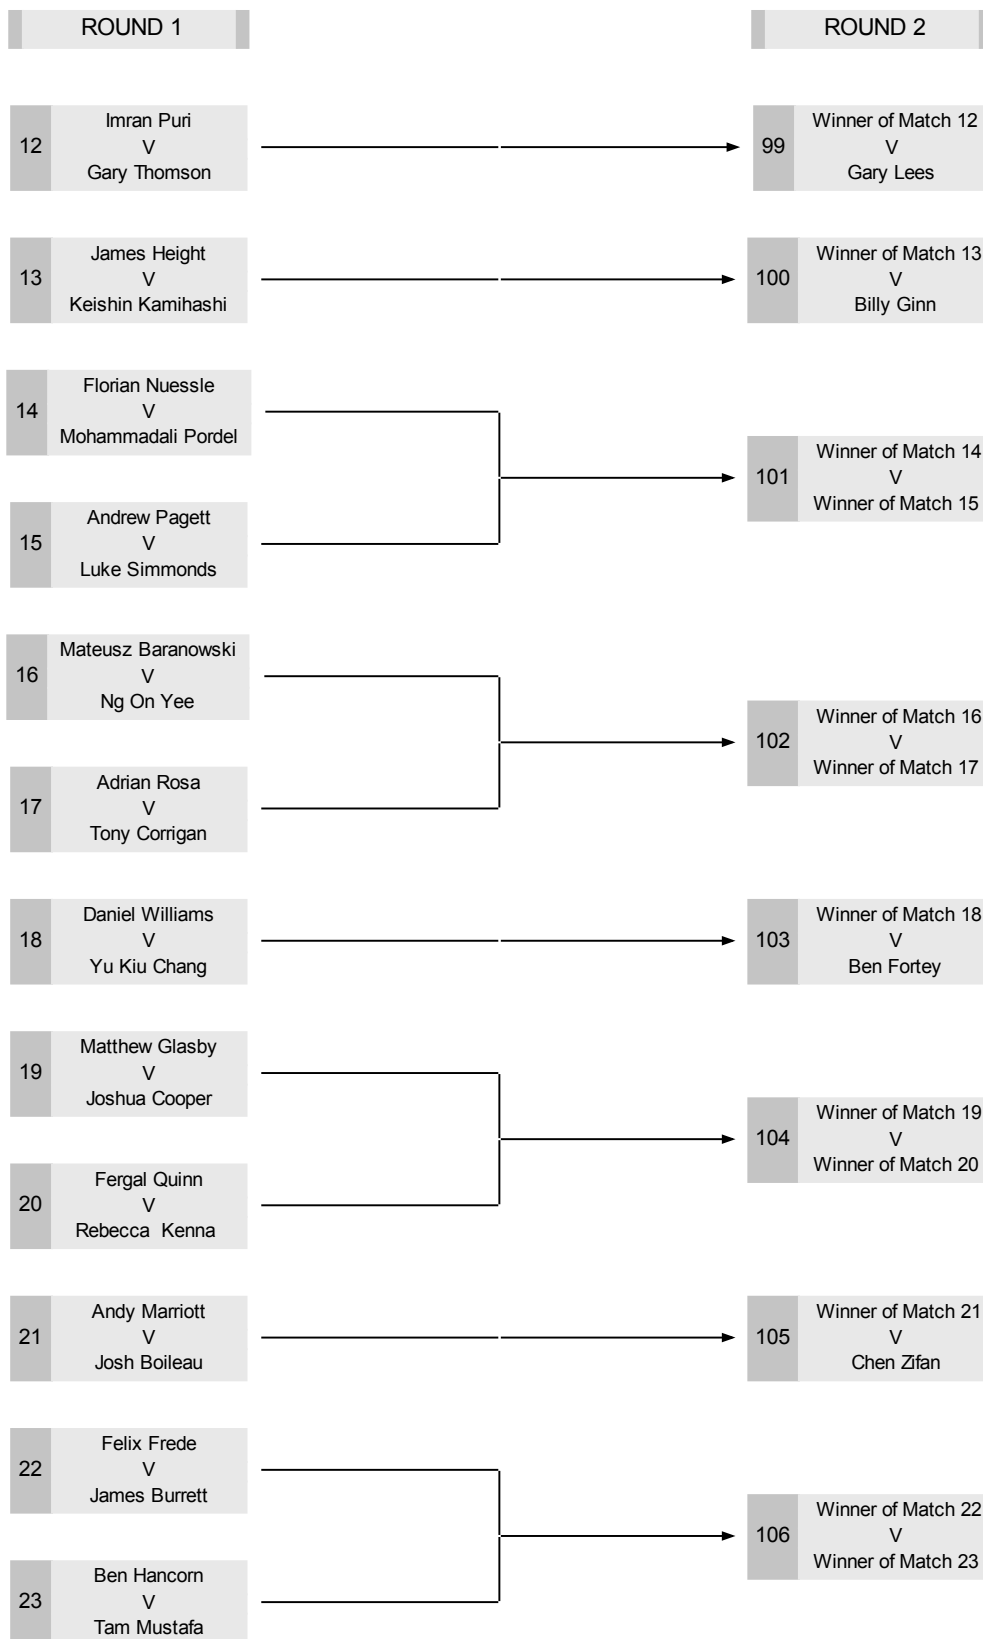 ROUND 1
ROUND 2
12
Imran Puri
V
Gary Thomson
99
Winner of Match 12
V
Gary Lees
13
James Height
V
Keishin Kamihashi
100
Winner of Match 13
V
Billy Ginn
14
Florian Nuessle
V
Mohammadali Pordel
15
Andrew Pagett
V
Luke Simmonds
101
Winner of Match 14
V
Winner of Match 15
16
Mateusz Baranowski
V
Ng On Yee
17
Adrian Rosa
V
Tony Corrigan
102
Winner of Match 16
V
Winner of Match 17
18
Daniel Williams
V
Yu Kiu Chang
103
Winner of Match 18
V
Ben Fortey
19
Matthew Glasby
V
Joshua Cooper
20
Fergal Quinn
V
Rebecca  Kenna
104
Winner of Match 19
V
Winner of Match 20
21
Andy Marriott
V
Josh Boileau
105
Winner of Match 21
V
Chen Zifan
22
Felix Frede
V
James Burrett
23
Ben Hancorn
V
Tam Mustafa
106
Winner of Match 22
V
Winner of Match 23